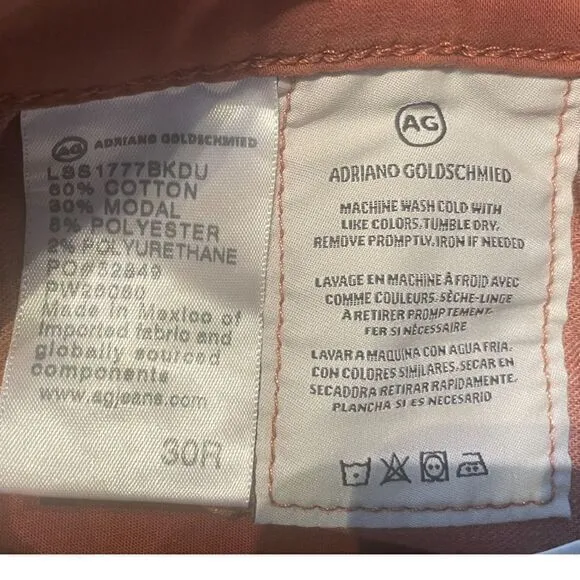 AG ADRIANO GOLDSCHMIED
LSS1777BKDU
60% COTTON
30% MODAL
8% POLYESTER
2% POLYURETHANE
PO#52849
Made in Mexico of
imported fabric and
globally sourced
components
www.agjeans.com
30R
AG
ADRIANO GOLDSCHMIED
MACHINE WASH COLD WITH
LIKE COLORS. TUMBLE DRY.
REMOVE PROMPTLY. IRON IF NEEDED
LAVAGE EN MACHINE À FROID AVEC
COMME COULEURS. SÈCHE-LINGE
À RETIRER PROMPTEMENT.
FER SI NÉCESSAIRE
LAVAR A MAQUINA CON AGUA FRIA.
CON COLORES SIMILARES. SECAR EN
SECADORA RETIRAR RAPIDAMENTE.
PLANCHA SI ES NECESARIO